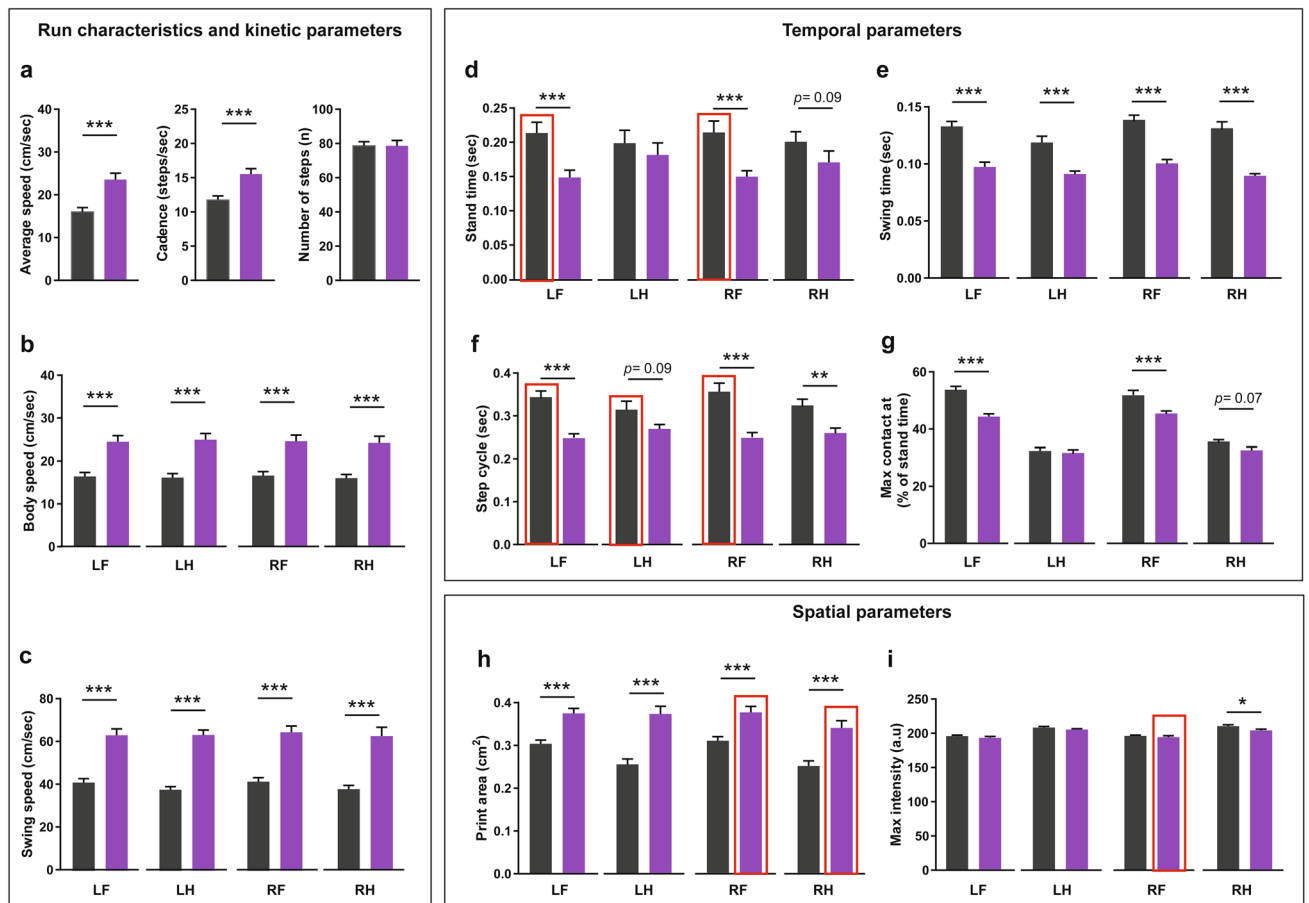 Run characteristics and kinetic parameters
a
Average speed (cm/sec)
40
30
20
10
0
***
Cadence (steps/sec)
25
20
15
10
5
0
***
Number of steps (n)
100
80
60
40
20
0
b
Body speed (cm/sec)
40
30
20
10
0
*** *** *** ***
LF LH RF RH
c
Swing speed (cm/sec)
80
60
40
20
0
*** *** *** ***
LF LH RF RH
Temporal parameters
d
Stand time (sec)
0.25
0.20
0.15
0.10
0.05
0.00
*** *** p= 0.09
LF LH RF RH
e
Swing time (sec)
0.15
0.10
0.05
0.00
*** *** *** ***
LF LH RF RH
f
Step cycle (sec)
0.4
0.3
0.2
0.1
0.0
*** p= 0.09 *** **
LF LH RF RH
g
Max contact at
(% of stand time)
60
40
20
0
*** *** p= 0.07
LF LH RF RH
Spatial parameters
h
Print area (cm²)
0.4
0.3
0.2
0.1
0.0
*** *** *** ***
LF LH RF RH
i
Max intensity (a.u)
250
200
150
100
50
0
*
LF LH RF RH